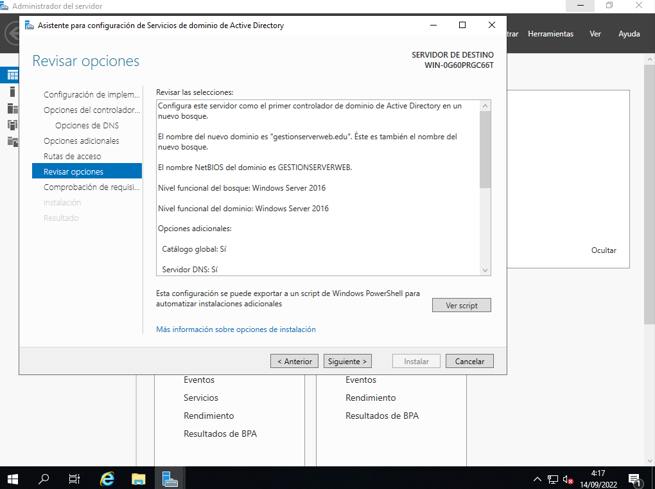 Administrador del servidor
Asistente para configuración de Servicios de dominio de Active Directory
trar Herramientas Ver Ayuda
Revisar opciones
SERVIDOR DE DESTINO
WIN-0G60PRGC66T
Configuración de implem...
Opciones del controlador...
Opciones de DNS
Opciones adicionales
Rutas de acceso
Revisar opciones
Comprobación de requisi...
Instalación
Resultado
Revisar las selecciones:
Configura este servidor como el primer controlador de dominio de Active Directory en un
nuevo bosque.
El nombre del nuevo dominio es "gestionserverweb.edu". Éste es también el nombre del
nuevo bosque.
El nombre NetBIOS del dominio es GESTIONSERVERWEB.
Nivel funcional del bosque: Windows Server 2016
Nivel funcional del dominio: Windows Server 2016
Opciones adicionales:
Catálogo global: Sí
Servidor DNS: Sí
Esta configuración se puede exportar a un script de Windows PowerShell para
automatizar instalaciones adicionales
Ver script
Más información sobre opciones de instalación
< Anterior
Siguiente >
Instalar
Cancelar
Ocultar
Eventos
Servicios
Rendimiento
Resultados de BPA
Eventos
Rendimiento
Resultados de BPA
4:17
14/09/2022
1